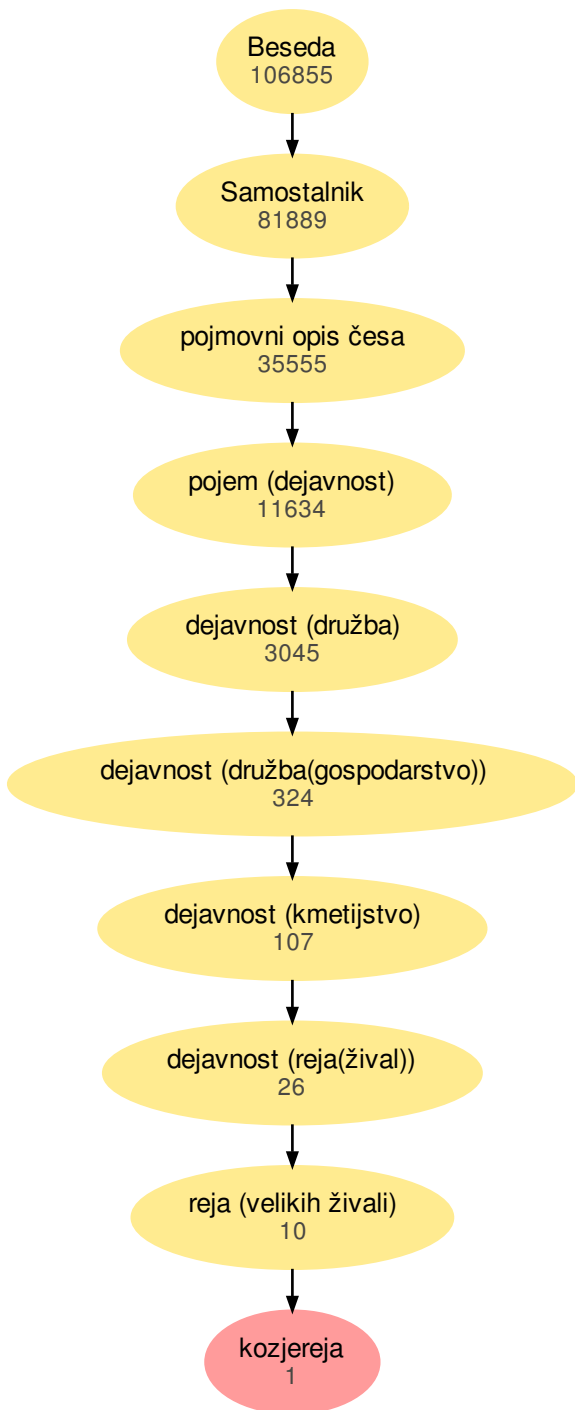 Beseda
106855
Samostalnik
81889
pojmovni opis česa
35555
pojem (dejavnost)
11634
dejavnost (družba)
3045
dejavnost (družba(gospodarstvo))
324
dejavnost (kmetijstvo)
107
dejavnost (reja(žival))
26
reja (velikih živali)
10
kozjereja
1